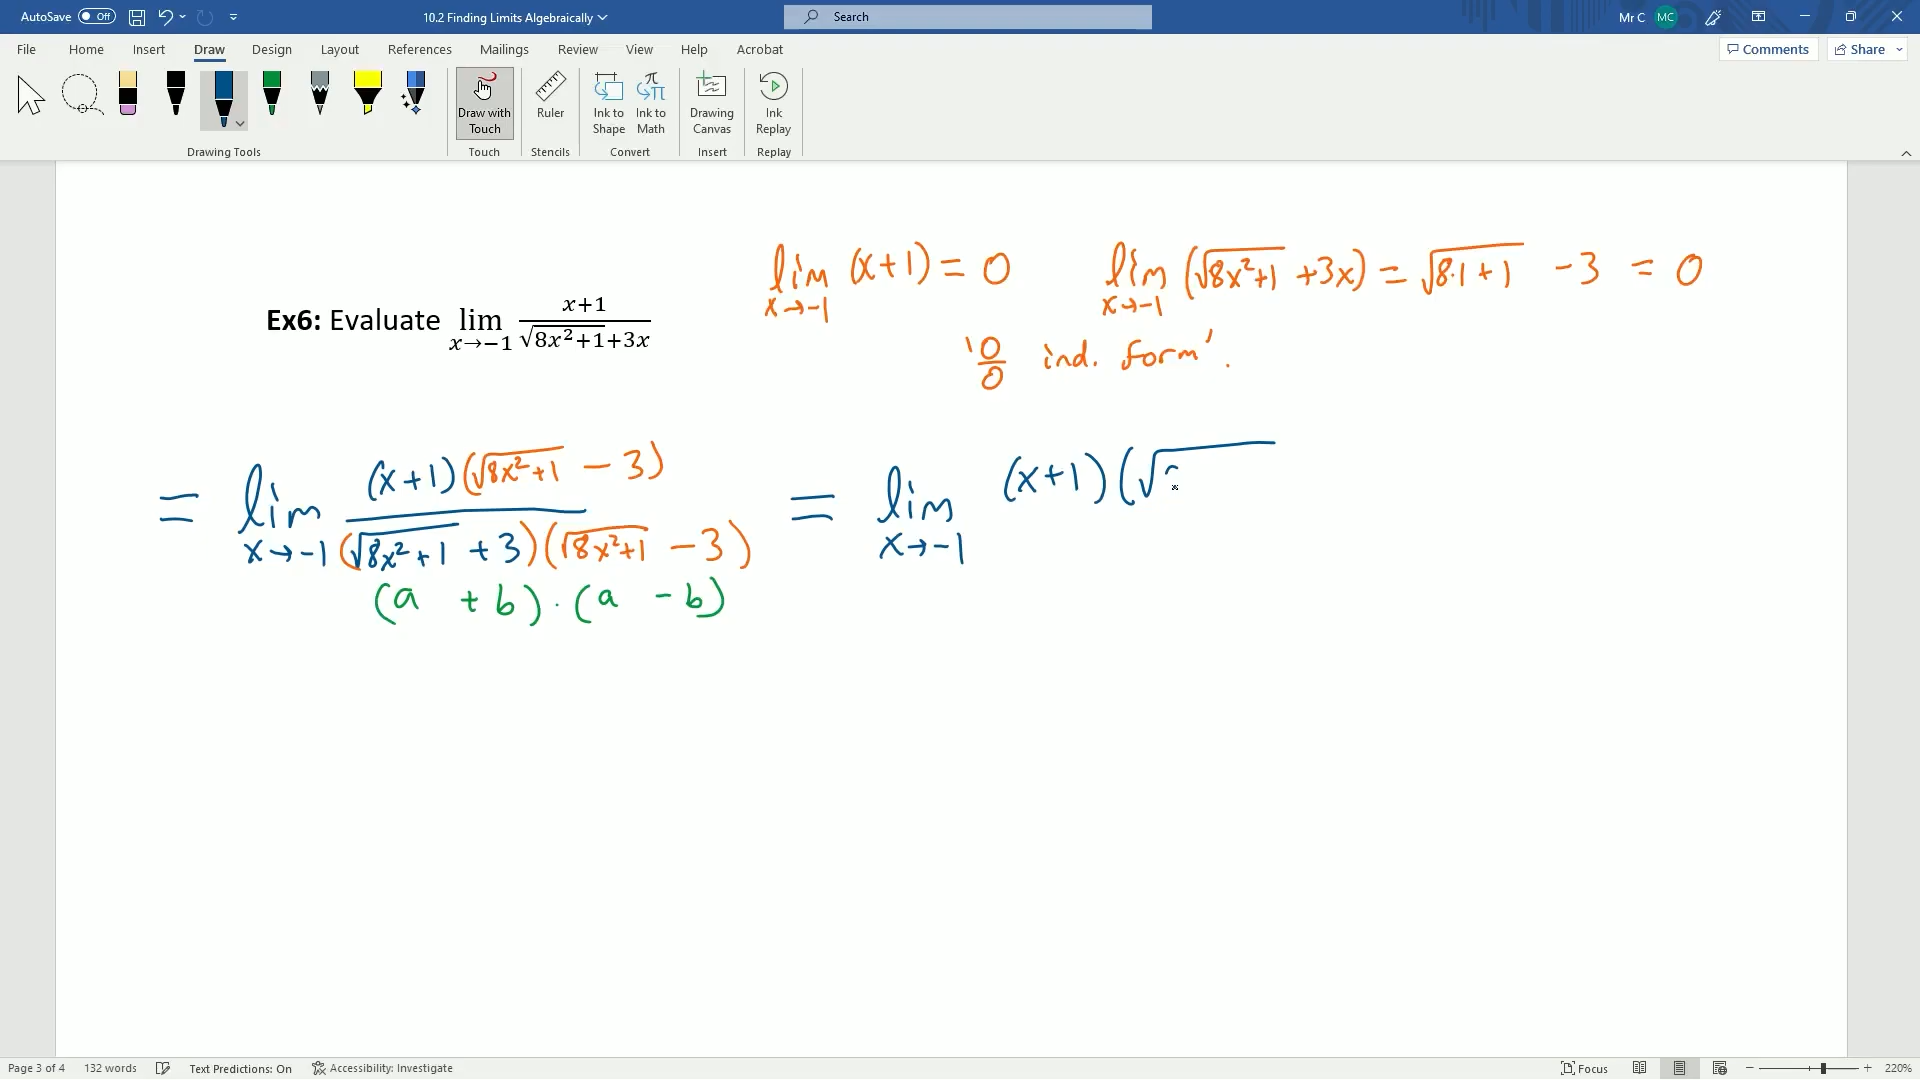 AutoSave Off 10.2 Finding Limits Algebraically Search Mr C MC
File Home Insert Draw Design Layout References Mailings Review View Help Acrobat Comments Share
Draw with Touch Ruler Ink to Shape Ink to Math Drawing Canvas Ink Replay
Drawing Tools Touch Stencils Convert Insert Replay
lim x→-1 (x+1) = 0 lim x→-1 (√(8x²+1) +3x) = √(8·1+1) -3 = 0
Ex6: Evaluate lim x→−1 (x+1)/(√(8x²+1)+3x)
'0/0 ind. form'.
= lim x→-1 (x+1)(√(8x²+1) - 3) / (√(8x²+1) + 3)(√(8x²+1) - 3) = lim x→-1 (x+1)(√
(a + b) · (a - b)
Page 3 of 4 132 words Text Predictions: On Accessibility: Investigate Focus − + 220%